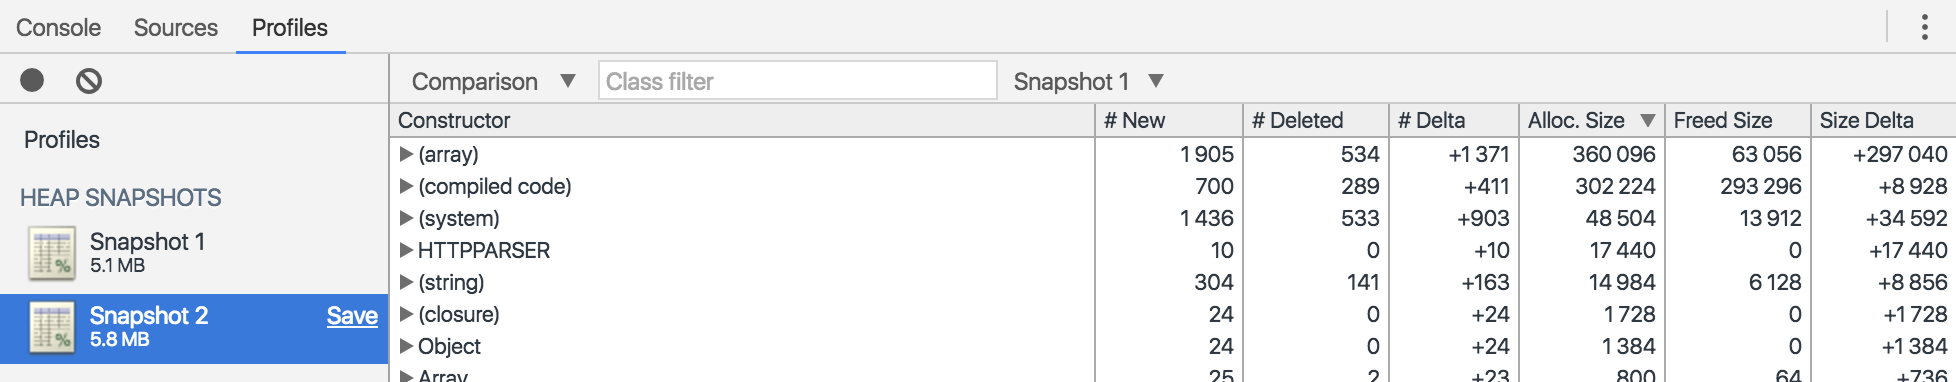 Console Sources Profiles
Comparison ▼ Class filter Snapshot 1 ▼
Profiles
HEAP SNAPSHOTS
Snapshot 1
5.1 MB
Snapshot 2 Save
5.8 MB
Constructor # New # Deleted # Delta Alloc. Size ▼ Freed Size Size Delta
(array) 1 905 534 +1 371 360 096 63 056 +297 040
(compiled code) 700 289 +411 302 224 293 296 +8 928
(system) 1 436 533 +903 48 504 13 912 +34 592
HTTPPARSER 10 0 +10 17 440 0 +17 440
(string) 304 141 +163 14 984 6 128 +8 856
(closure) 24 0 +24 1 728 0 +1 728
Object 24 0 +24 1 384 0 +1 384
Array 25 2 +23 800 64 +736